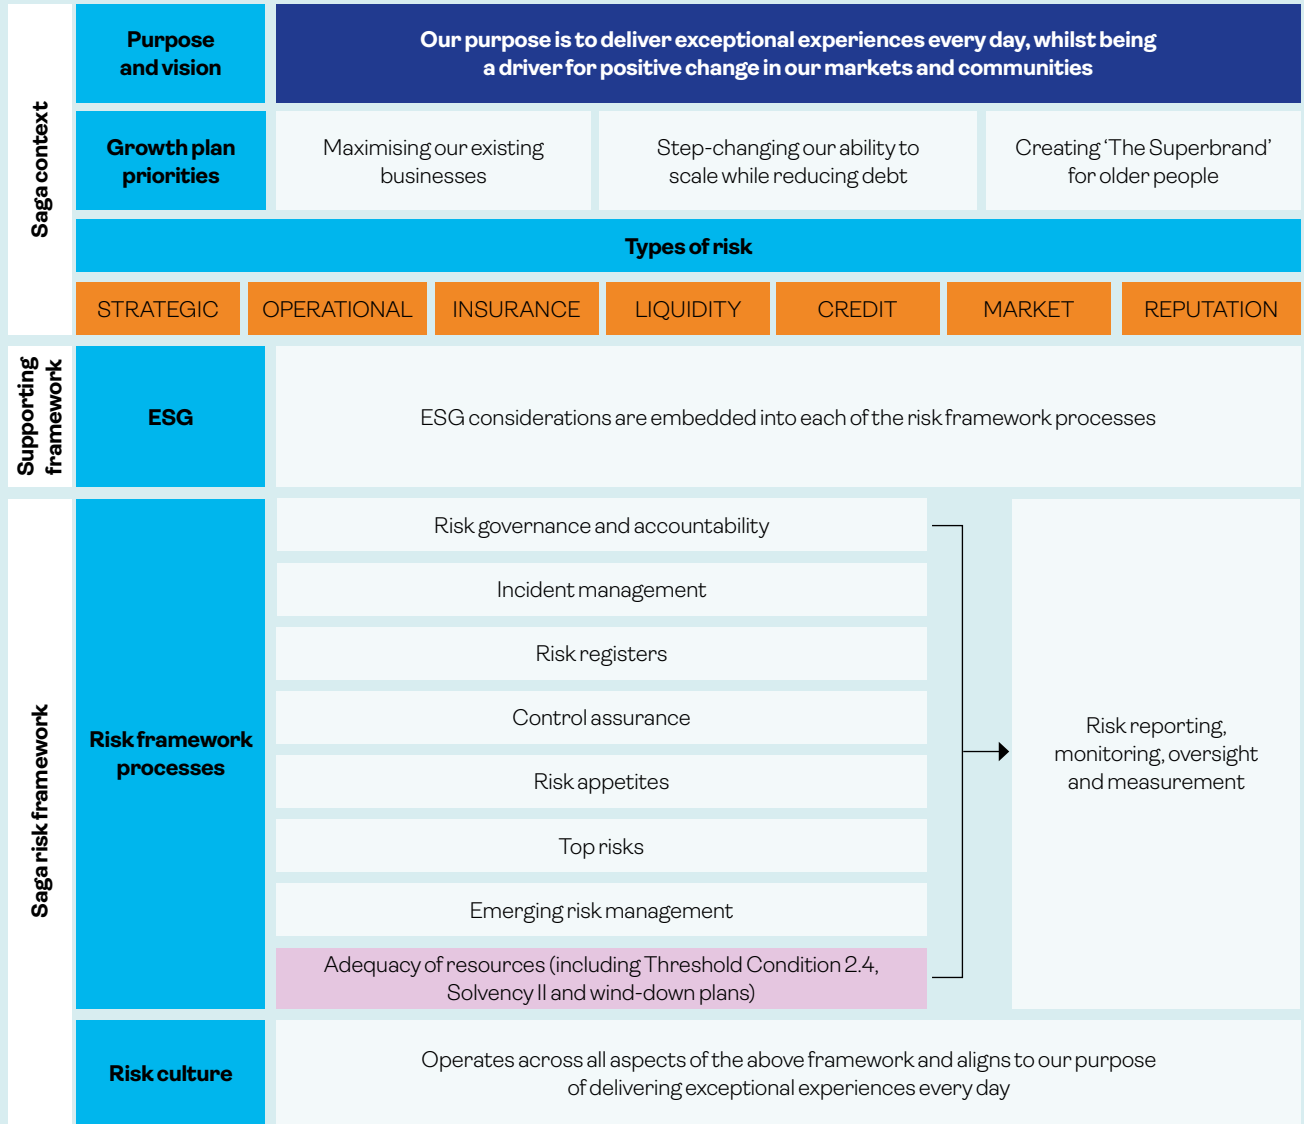 Saga context
Purpose
and vision
Our purpose is to deliver exceptional experiences every day, whilst being
a driver for positive change in our markets and communities
Growth plan
priorities
Maximising our existing
businesses
Step-changing our ability to
scale while reducing debt
Creating ‘The Superbrand’
for older people
Types of risk
STRATEGIC
OPERATIONAL
INSURANCE
LIQUIDITY
CREDIT
MARKET
REPUTATION
Supporting
framework
ESG
ESG considerations are embedded into each of the risk framework processes
Saga risk framework
Risk framework
processes
Risk governance and accountability
Incident management
Risk registers
Control assurance
Risk appetites
Top risks
Emerging risk management
Adequacy of resources (including Threshold Condition 2.4,
Solvency II and wind-down plans)
Risk reporting,
monitoring, oversight
and measurement
Risk culture
Operates across all aspects of the above framework and aligns to our purpose
of delivering exceptional experiences every day